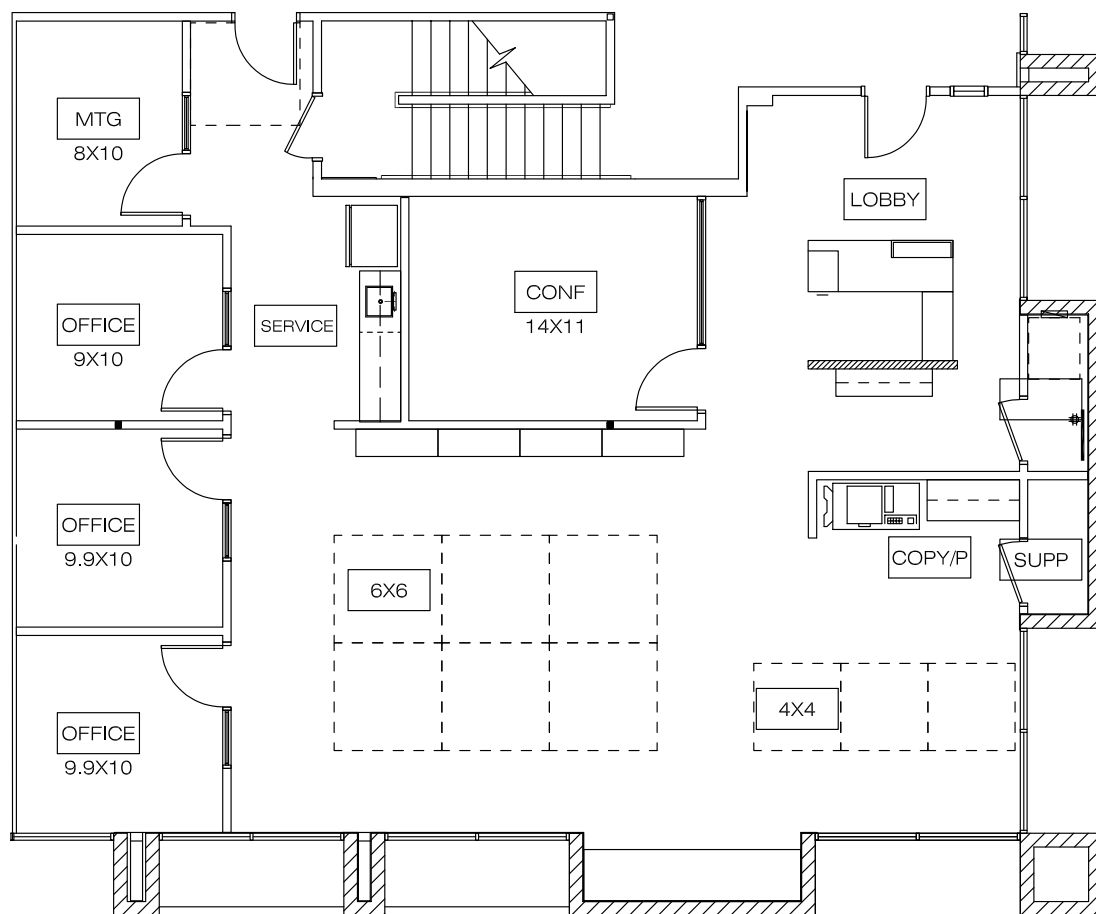 MTG
8X10
LOBBY
CONF
14X11
OFFICE
9X10
SERVICE
OFFICE
9.9X10
COPY/P
SUPP
6X6
4X4
OFFICE
9.9X10